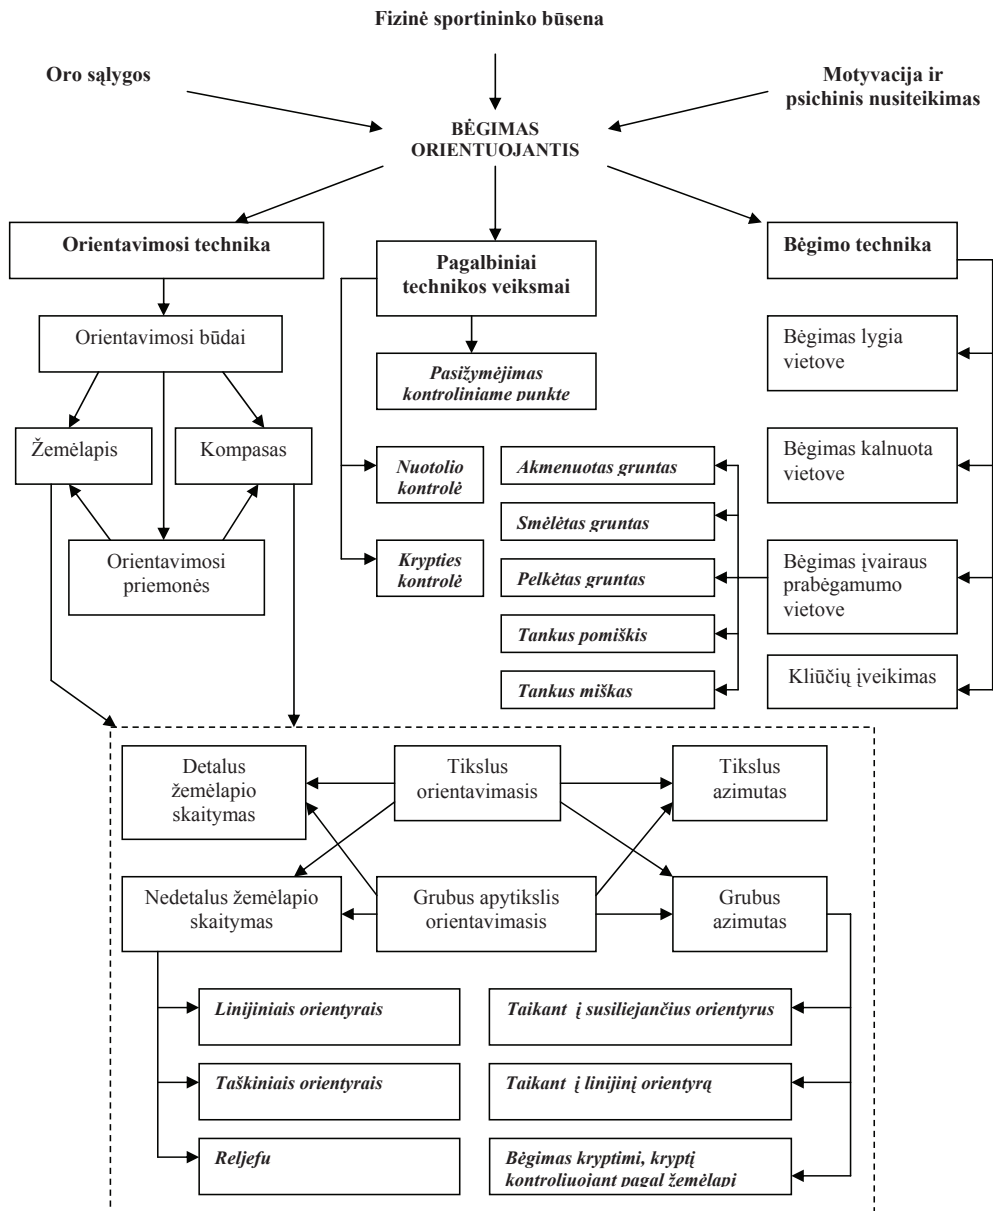 Fizinė sportininko būsena
Oro sąlygos
Motyvacija ir
psichinis nusiteikimas
BĖGIMAS
ORIENTUOJANTIS
Orientavimosi technika
Pagalbiniai
technikos veiksmai
Bėgimo technika
Orientavimosi būdai
Žemėlapis
Kompasas
Orientavimosi
priemonės
Pasižymėjimas
kontroliniame punkte
Nuotolio
kontrolė
Krypties
kontrolė
Akmenuotas gruntas
Smėlėtas gruntas
Pelkėtas gruntas
Tankus pomiškis
Tankus miškas
Bėgimas lygia
vietove
Bėgimas kalnuota
vietove
Bėgimas įvairaus
prabėgamumo
vietove
Kliūčių įveikimas
Detalus
žemėlapio
skaitymas
Tikslus
orientavimasis
Tikslus
azimutas
Nedetalus žemėlapio
skaitymas
Grubus apytikslis
orientavimasis
Grubus
azimutas
Linijiniais orientyrais
Taškiniais orientyrais
Reljefu
Taikant į susiliejančius orientyrus
Taikant į linijinį orientyrą
Bėgimas kryptimi, kryptį
kontroliuojant pagal žemėlapį